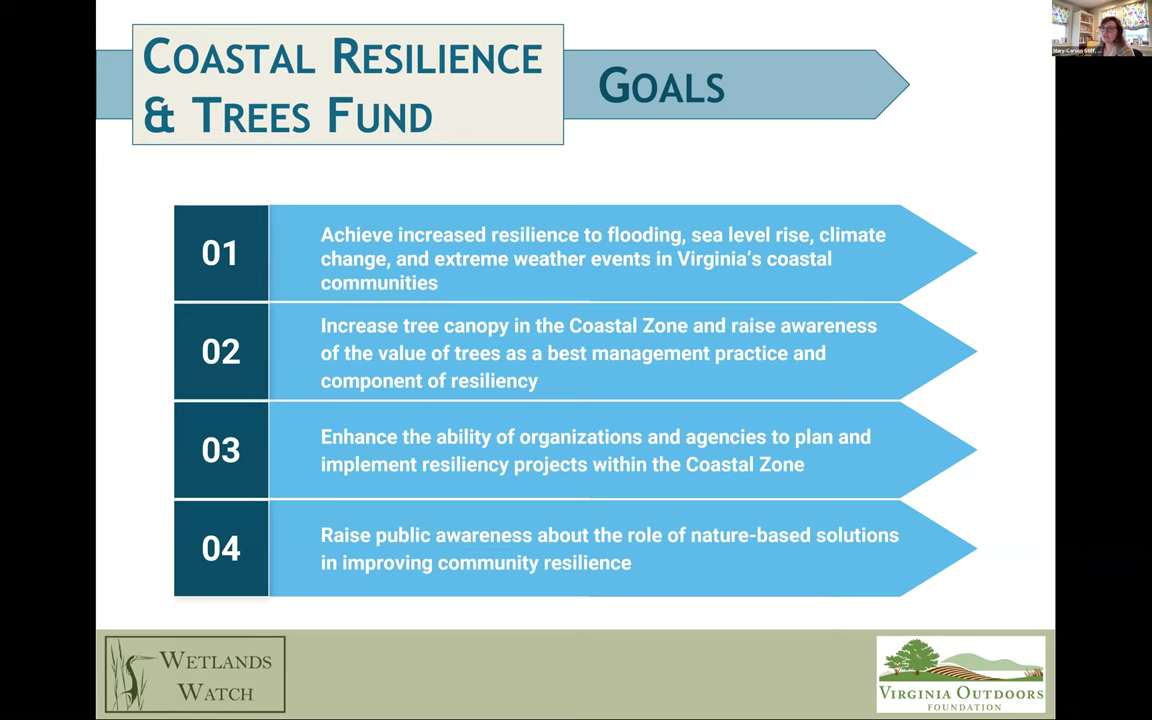 COASTAL RESILIENCE
& TREES FUND
GOALS
01
Achieve increased resilience to flooding, sea level rise, climate
change, and extreme weather events in Virginia's coastal
communities
02
Increase tree canopy in the Coastal Zone and raise awareness
of the value of trees as a best management practice and
component of resiliency
03
Enhance the ability of organizations and agencies to plan and
implement resiliency projects within the Coastal Zone
04
Raise public awareness about the role of nature-based solutions
in improving community resilience
WETLANDS
WATCH
VIRGINIA OUTDOORS
FOUNDATION
Mary-Carson Stiff,